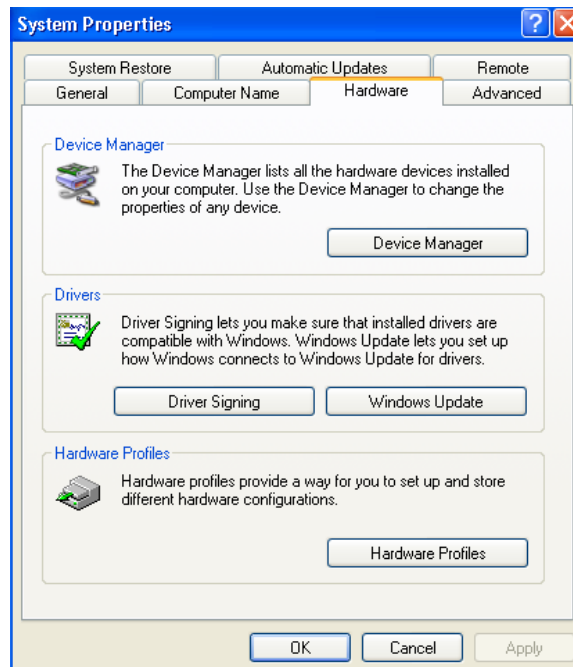 System Properties
System Restore
Automatic Updates
Remote
General
Computer Name
Hardware
Advanced
Device Manager
The Device Manager lists all the hardware devices installed
on your computer. Use the Device Manager to change the
properties of any device.
Device Manager
Drivers
Driver Signing lets you make sure that installed drivers are
compatible with Windows. Windows Update lets you set up
how Windows connects to Windows Update for drivers.
Driver Signing
Windows Update
Hardware Profiles
Hardware profiles provide a way for you to set up and store
different hardware configurations.
Hardware Profiles
OK
Cancel
Apply